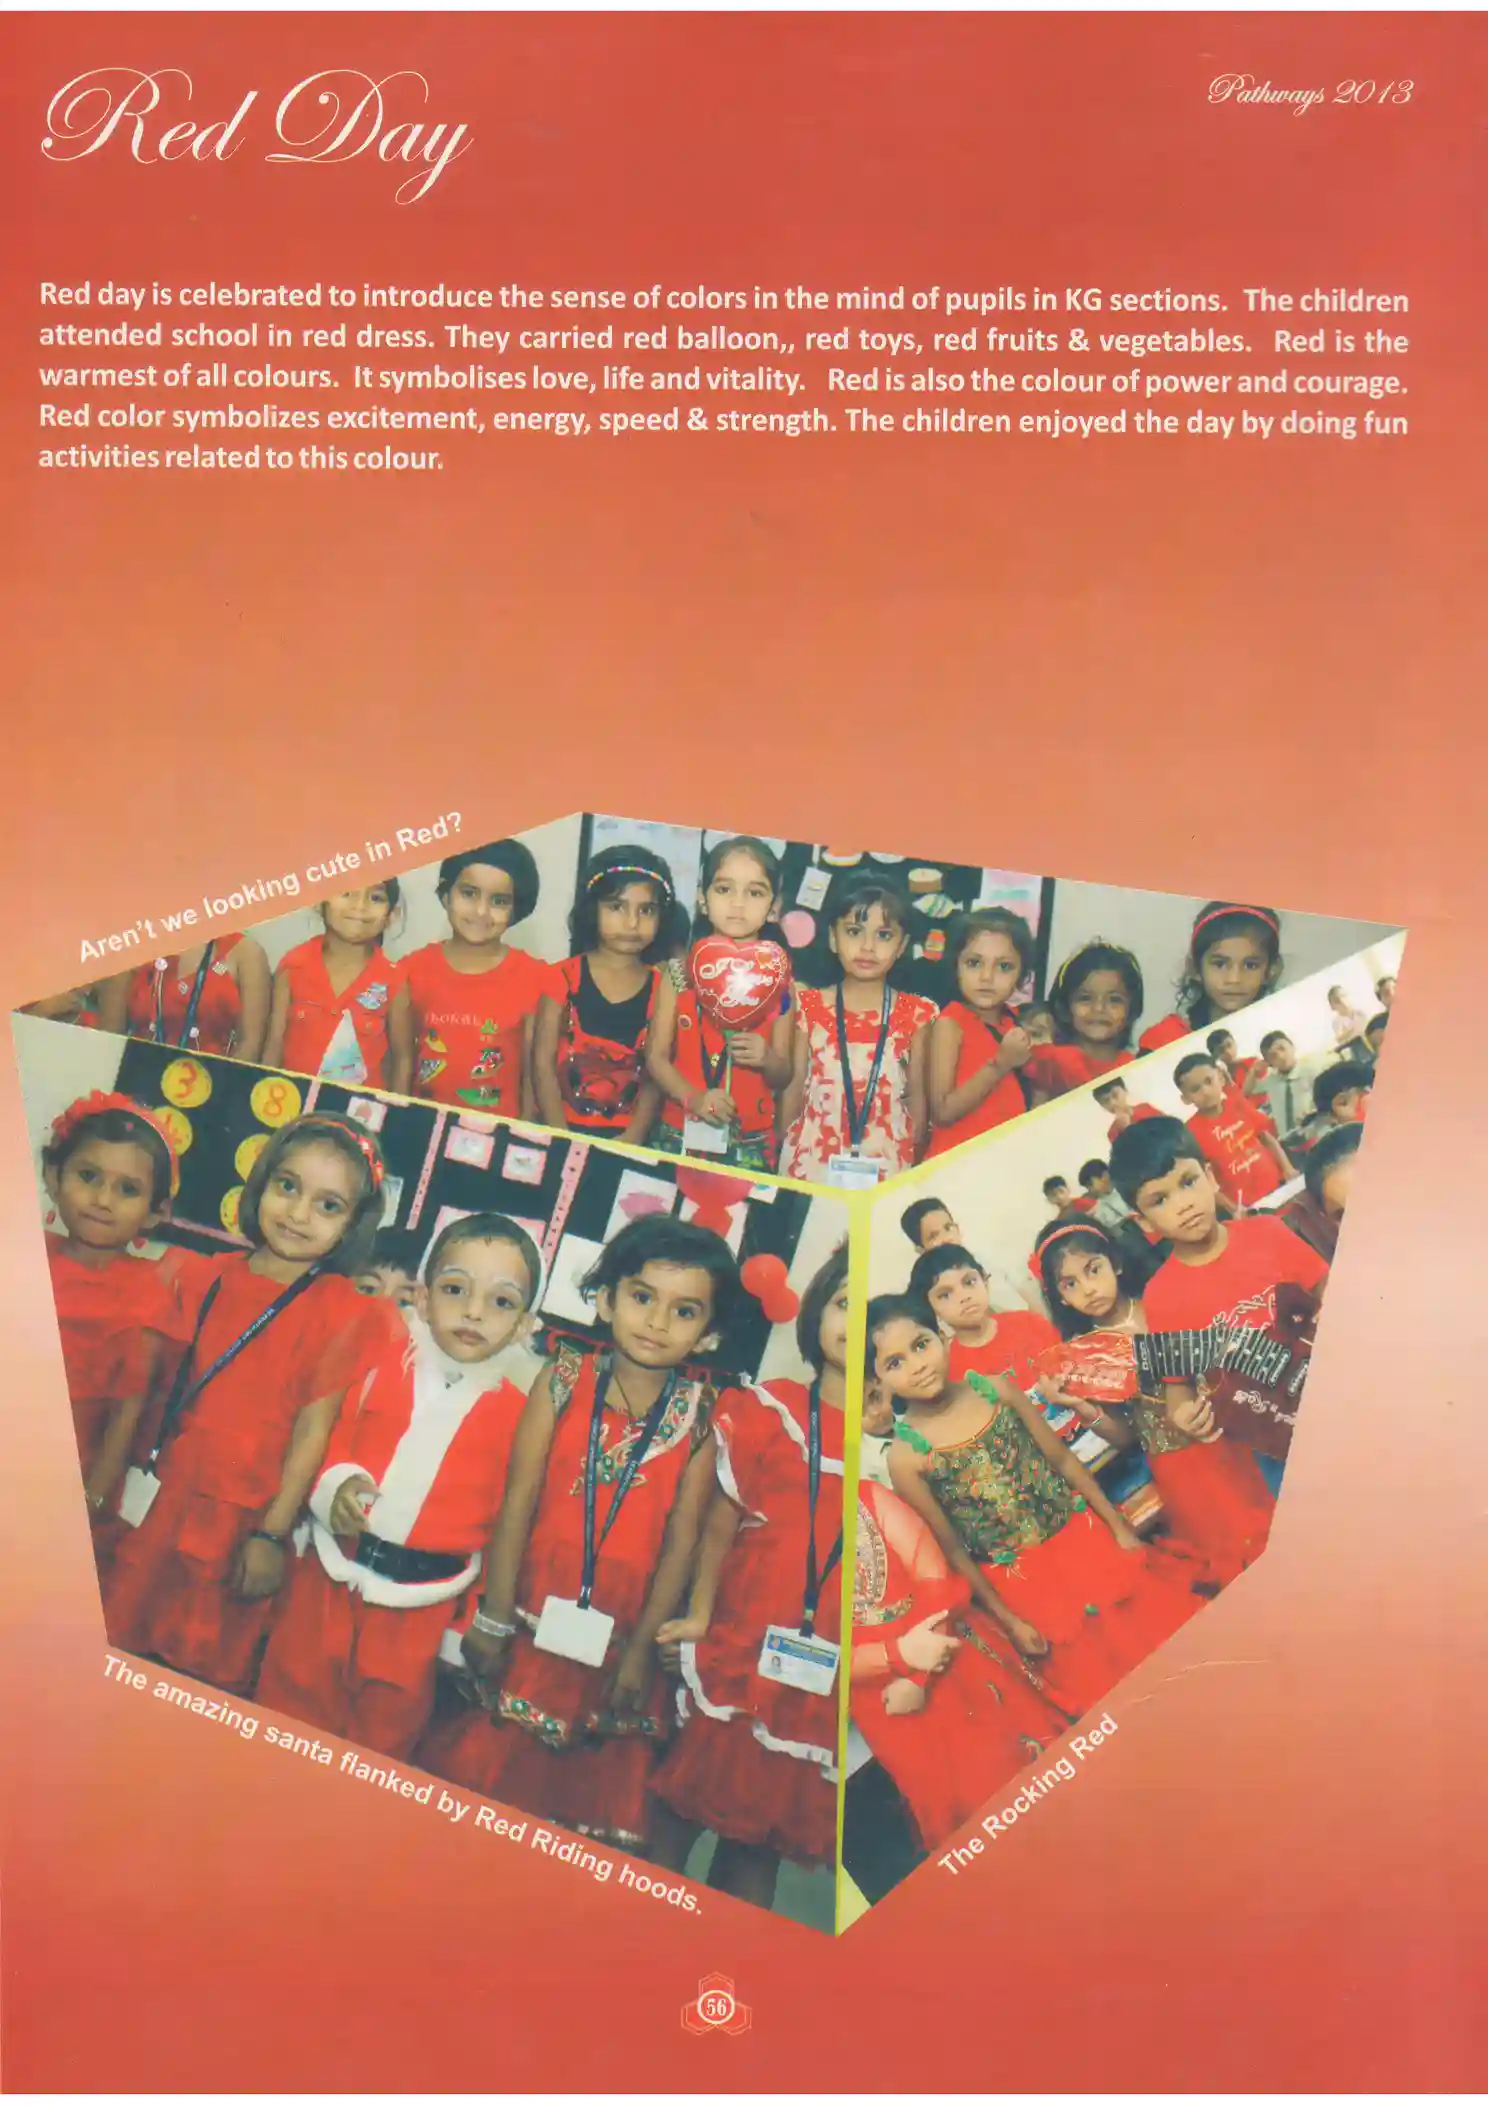 Red Day
Pathways 2013
Red day is celebrated to introduce the sense of colors in the mind of pupils in KG sections. The children
attended school in red dress. They carried red balloon,, red toys, red fruits & vegetables. Red is the
warmest of all colours. It symbolises love, life and vitality. Red is also the colour of power and courage.
Red color symbolizes excitement, energy, speed & strength. The children enjoyed the day by doing fun
activities related to this colour.
Aren't we looking cute in Red?
3
8
The amazing santa flanked by Red Riding hoods.
The Rocking Red
56